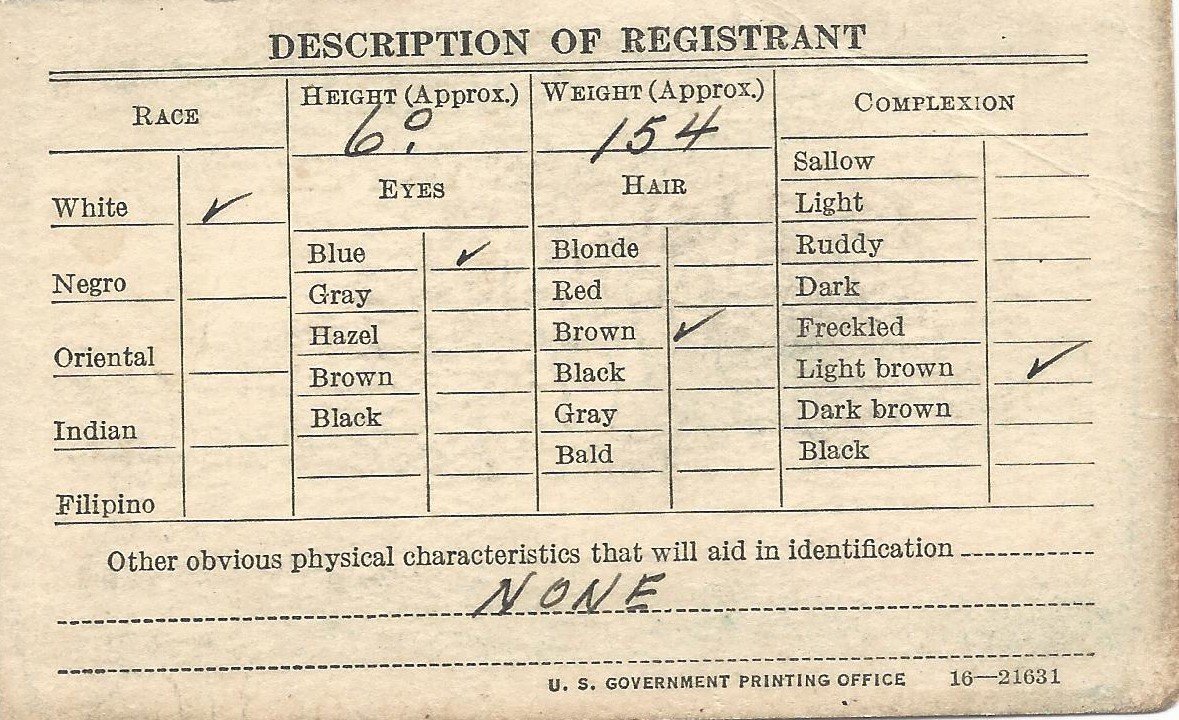 DESCRIPTION OF REGISTRANT
RACE
HEIGHT (Approx.)
6⁰
WEIGHT (Approx.)
154
COMPLEXION
White ✓
Negro
Oriental
Indian
Filipino
EYES
Blue ✓
Gray
Hazel
Brown
Black
HAIR
Blonde
Red
Brown ✓
Black
Gray
Bald
Sallow
Light
Ruddy
Dark
Freckled
Light brown ✓
Dark brown
Black
Other obvious physical characteristics that will aid in identification
NONE
U. S. GOVERNMENT PRINTING OFFICE 16—21631